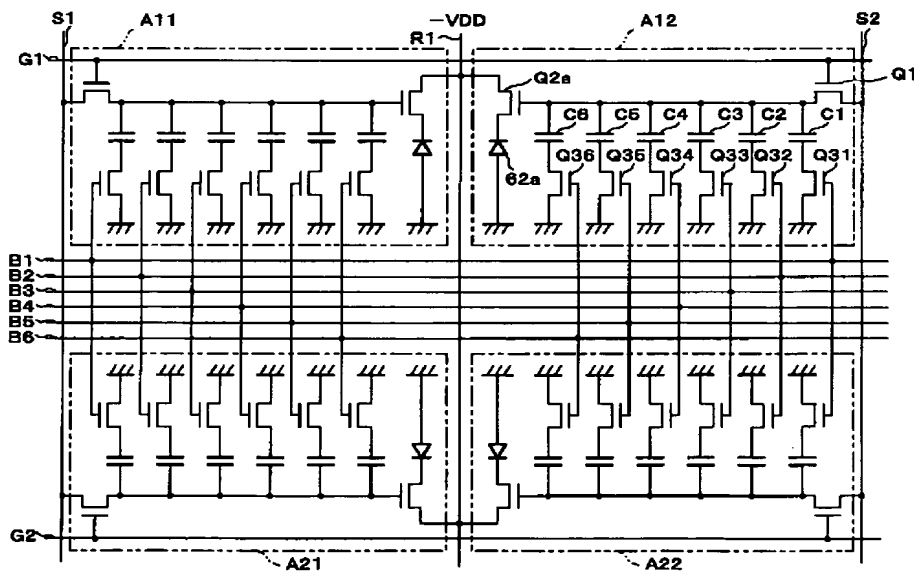 S1 A11 -VDD A12 S2
R1
G1 Q2a Q1
C6 C5 C4 C3 C2 C1
Q36 Q35 Q34 Q33 Q32 Q31
62a
B1
B2
B3
B4
B5
B6
G2
A21 A22